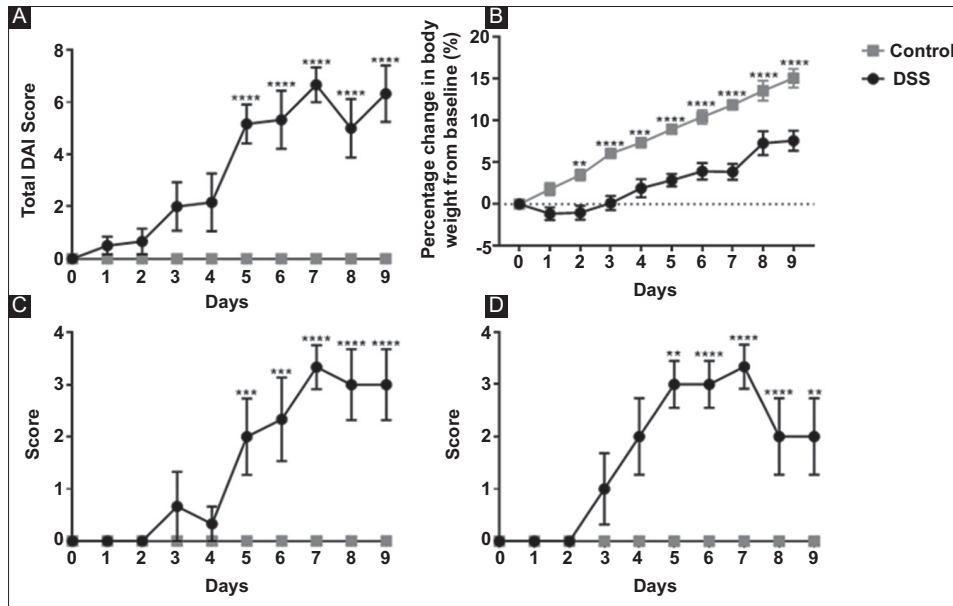 A
Total DAI Score
8
6
4
2
0
**** **** **** **** ****
0 1 2 3 4 5 6 7 8 9
Days
B
Percentage change in body
weight from baseline (%)
20
15
10
5
0
-5
** **** *** **** **** **** **** ****
0 1 2 3 4 5 6 7 8 9
Days
Control
DSS
C
Score
4
3
2
1
0
*** *** **** **** ****
0 1 2 3 4 5 6 7 8 9
Days
D
Score
4
3
2
1
0
** **** **** **** **
0 1 2 3 4 5 6 7 8 9
Days